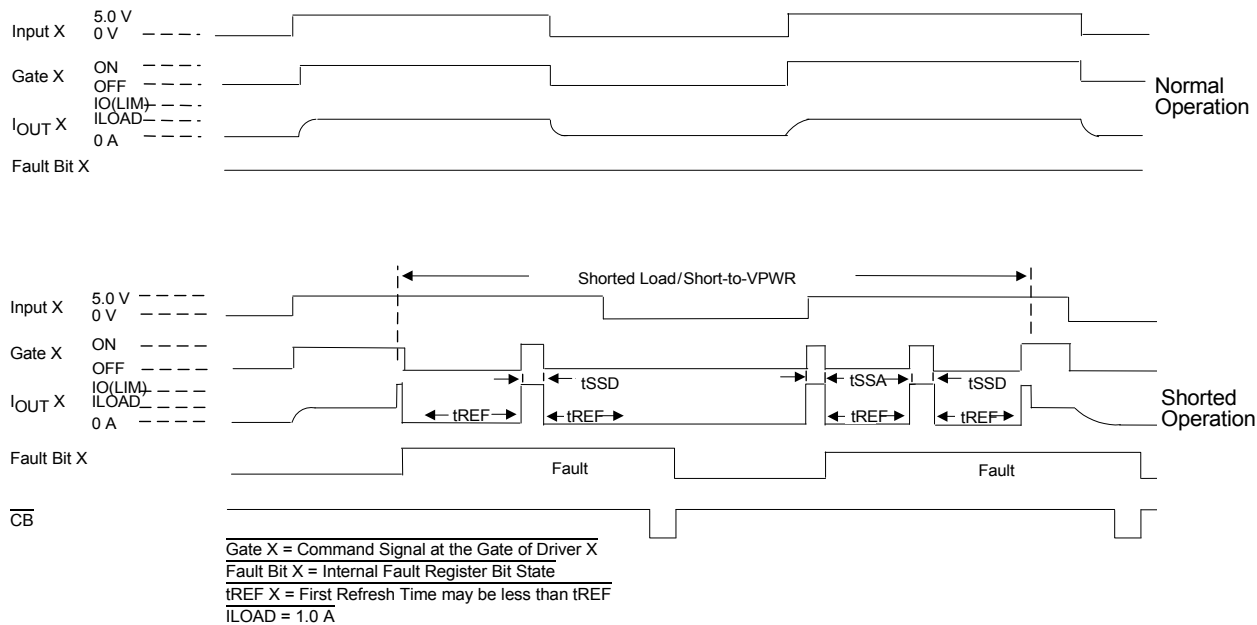 Input X
5.0 V
0 V
Gate X
ON
OFF
IOUT X
IO(LIM)
ILOAD
0 A
Fault Bit X
Normal
Operation
Shorted Load/Short-to-VPWR
Input X
5.0 V
0 V
Gate X
ON
OFF
tSSD
tSSA
tSSD
IOUT X
IO(LIM)
ILOAD
0 A
tREF
tREF
tREF
tREF
Shorted
Operation
Fault Bit X
Fault
Fault
CB
Gate X = Command Signal at the Gate of Driver X
Fault Bit X = Internal Fault Register Bit State
tREF X = First Refresh Time may be less than tREF
ILOAD = 1.0 A